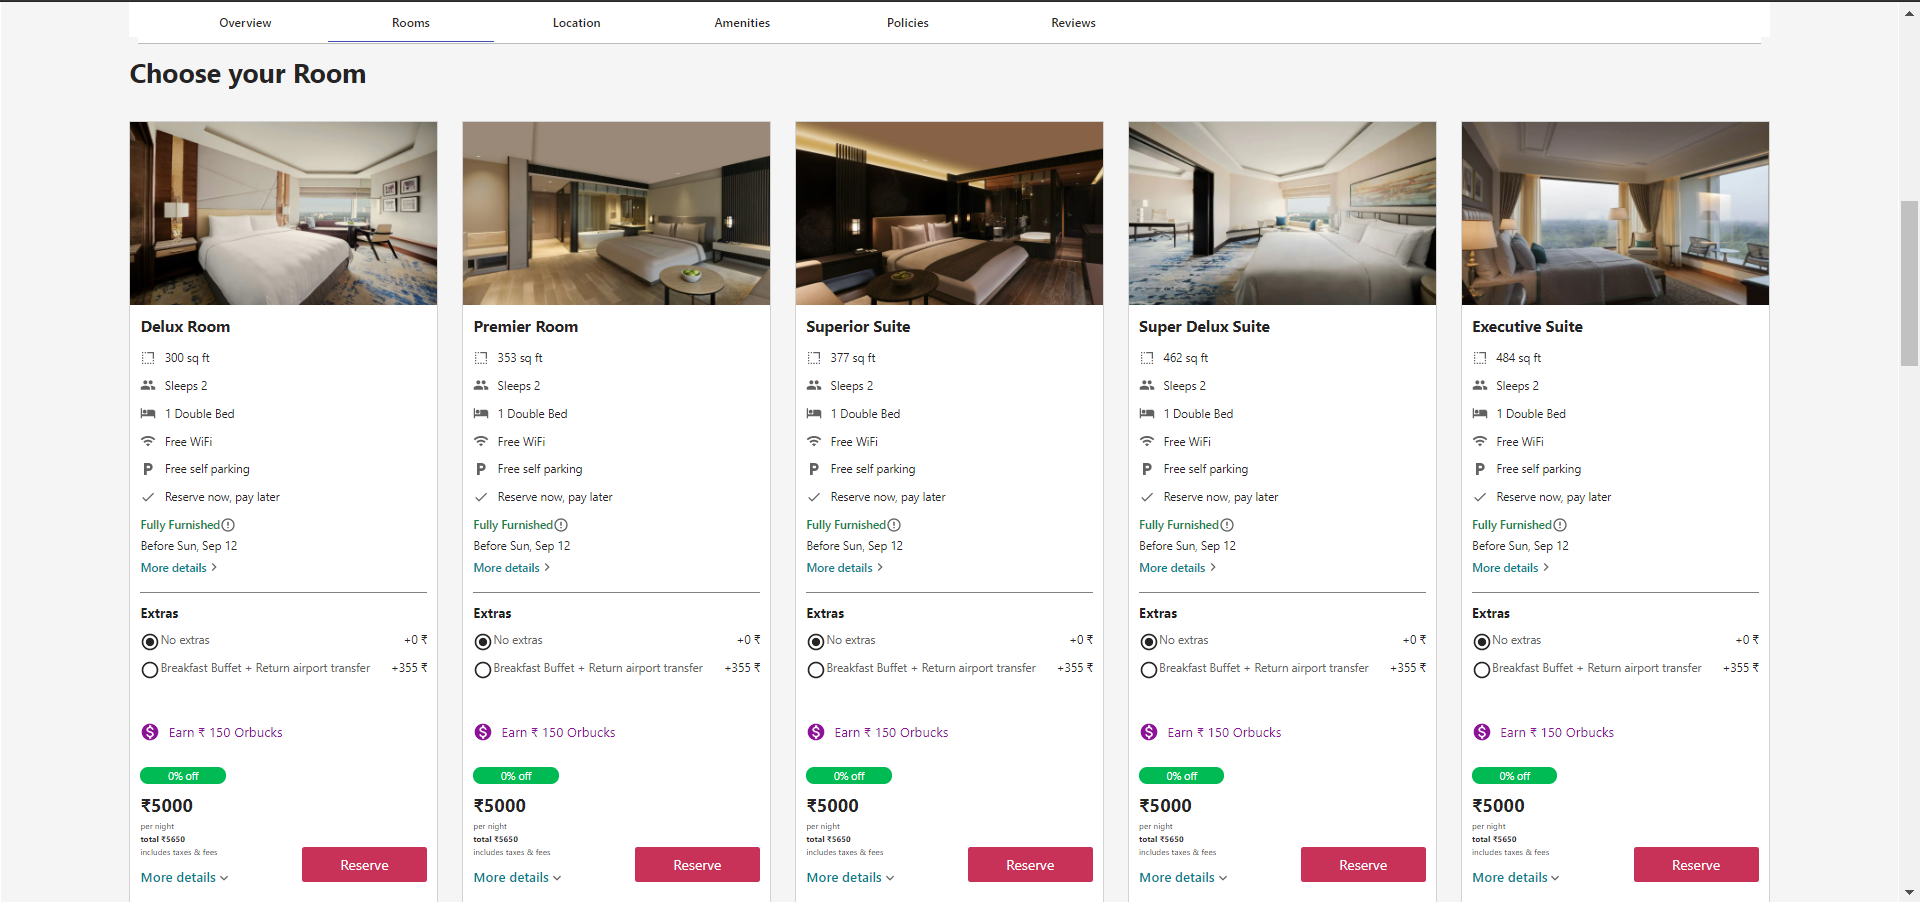 Overview Rooms Location Amenities Policies Reviews
Choose your Room
Delux Room
300 sq ft
Sleeps 2
1 Double Bed
Free WiFi
Free self parking
Reserve now, pay later
Fully Furnished
Before Sun, Sep 12
More details
Extras
No extras +0 ₹
Breakfast Buffet + Return airport transfer +355 ₹
Earn ₹ 150 Orbucks
0% off
₹5000
per night
total ₹5650
includes taxes & fees
More details
Reserve
Premier Room
353 sq ft
Sleeps 2
1 Double Bed
Free WiFi
Free self parking
Reserve now, pay later
Fully Furnished
Before Sun, Sep 12
More details
Extras
No extras +0 ₹
Breakfast Buffet + Return airport transfer +355 ₹
Earn ₹ 150 Orbucks
0% off
₹5000
per night
total ₹5650
includes taxes & fees
More details
Reserve
Superior Suite
377 sq ft
Sleeps 2
1 Double Bed
Free WiFi
Free self parking
Reserve now, pay later
Fully Furnished
Before Sun, Sep 12
More details
Extras
No extras +0 ₹
Breakfast Buffet + Return airport transfer +355 ₹
Earn ₹ 150 Orbucks
0% off
₹5000
per night
total ₹5650
includes taxes & fees
More details
Reserve
Super Delux Suite
462 sq ft
Sleeps 2
1 Double Bed
Free WiFi
Free self parking
Reserve now, pay later
Fully Furnished
Before Sun, Sep 12
More details
Extras
No extras +0 ₹
Breakfast Buffet + Return airport transfer +355 ₹
Earn ₹ 150 Orbucks
0% off
₹5000
per night
total ₹5650
includes taxes & fees
More details
Reserve
Executive Suite
484 sq ft
Sleeps 2
1 Double Bed
Free WiFi
Free self parking
Reserve now, pay later
Fully Furnished
Before Sun, Sep 12
More details
Extras
No extras +0 ₹
Breakfast Buffet + Return airport transfer +355 ₹
Earn ₹ 150 Orbucks
0% off
₹5000
per night
total ₹5650
includes taxes & fees
More details
Reserve